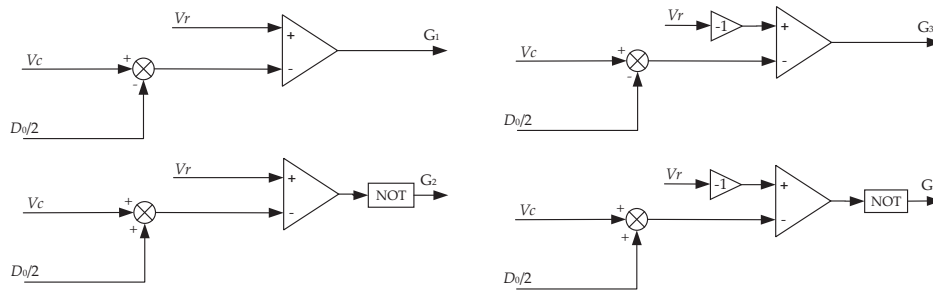 Vr
+
G₁
Vc
+
-
-
D₀/2
Vr
-1
+
G₃
Vc
+
-
-
D₀/2
Vr
+
NOT
G₂
Vc
+
-
+
D₀/2
Vr
-1
+
NOT
G
Vc
+
-
+
D₀/2